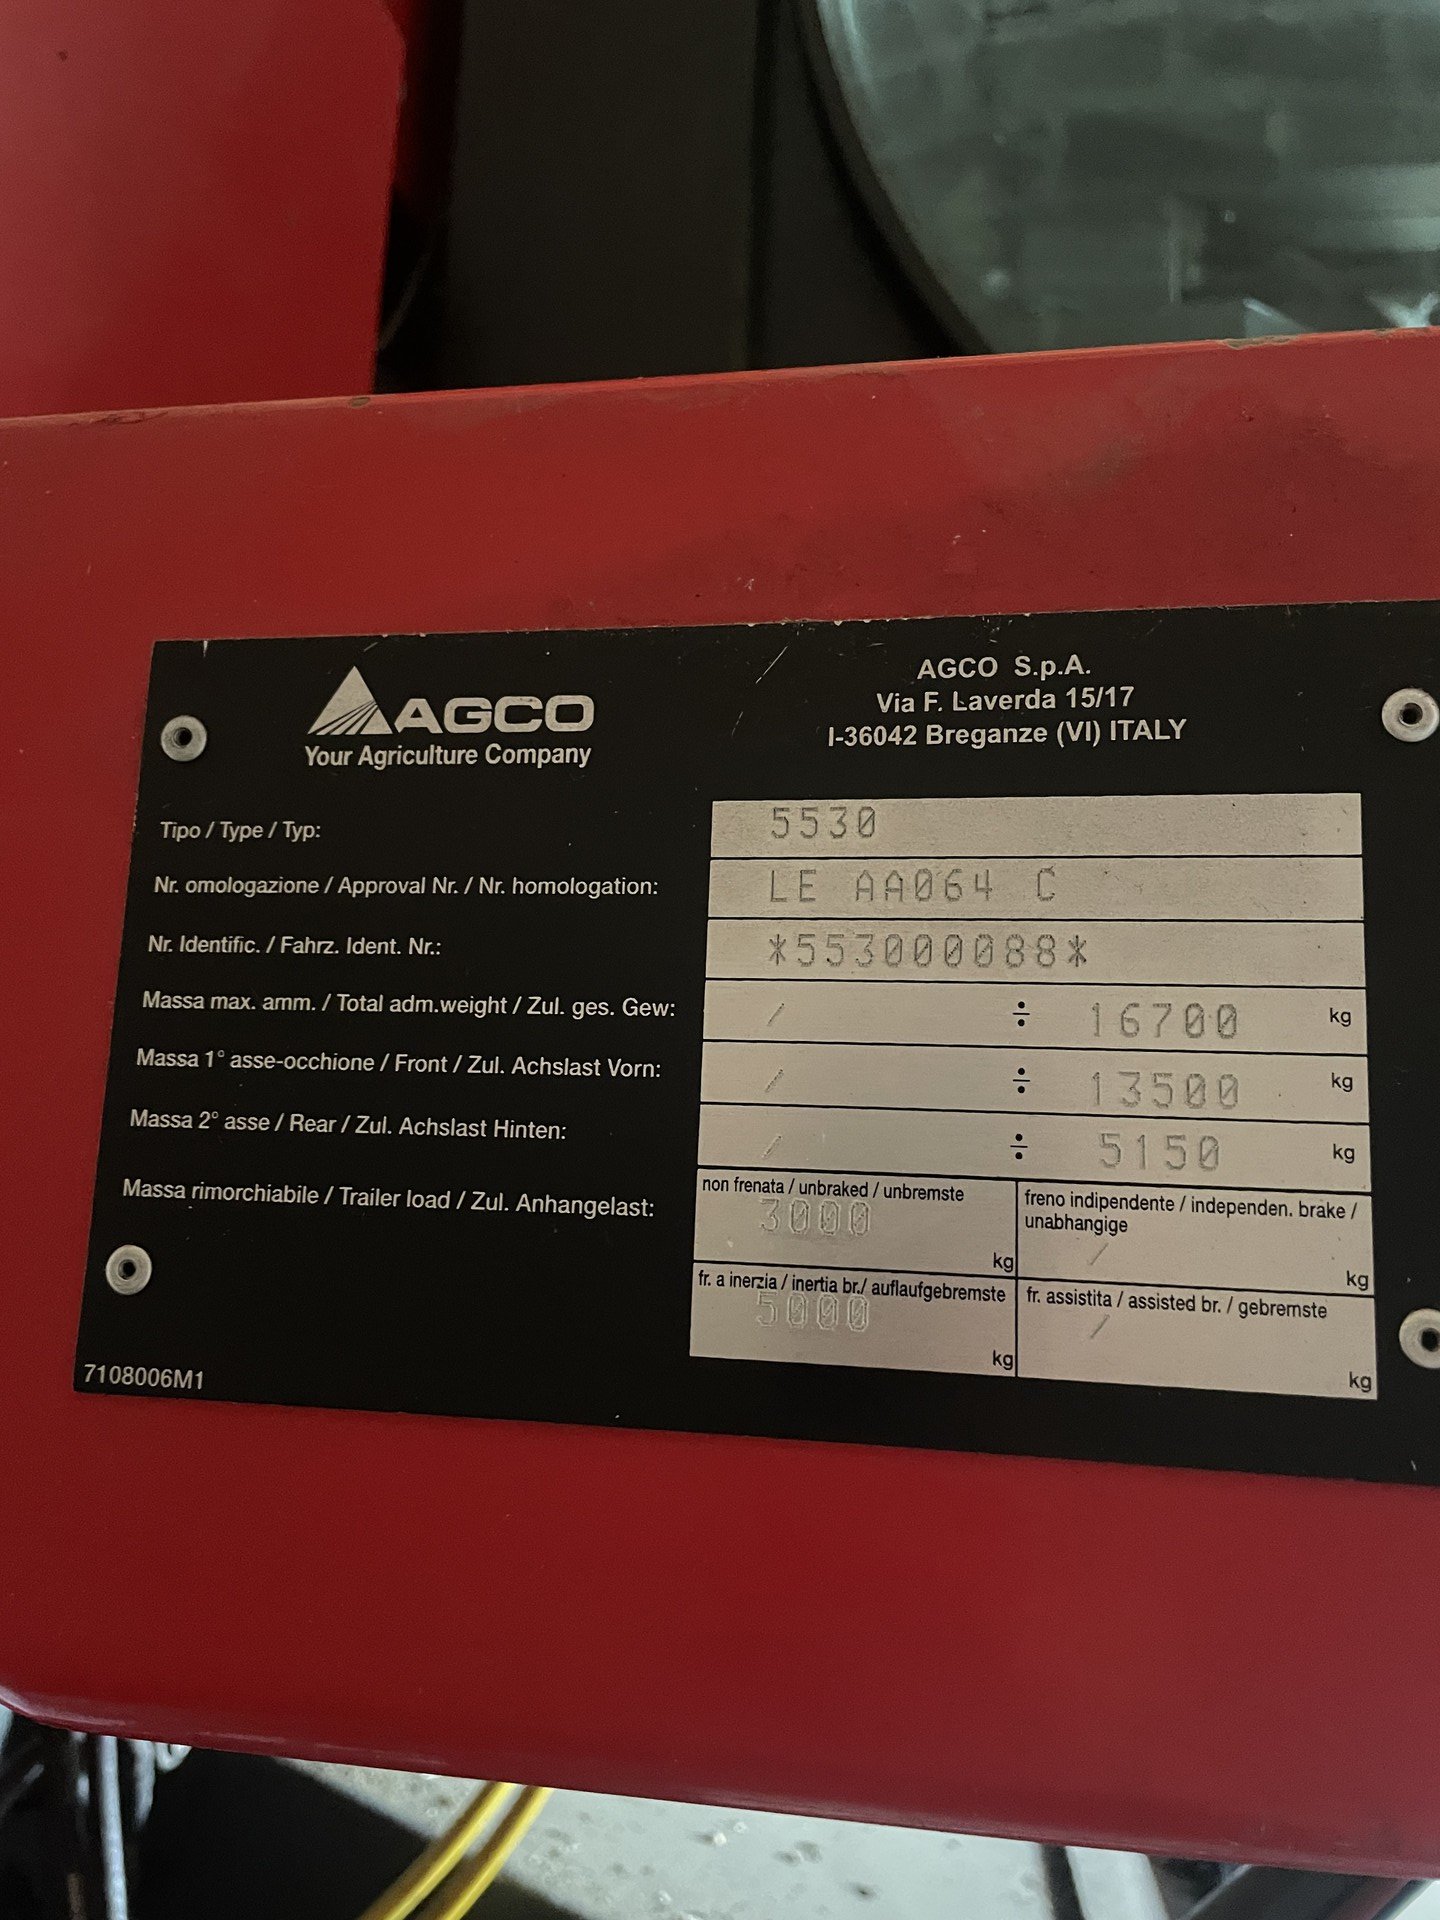 AGCO
Your Agriculture Company
AGCO S.p.A.
Via F. Laverda 15/17
I-36042 Breganze (VI) ITALY
Tipo / Type / Typ: 5530
Nr. omologazione / Approval Nr. / Nr. homologation: LE AA064 C
Nr. Identific. / Fahrz. Ident. Nr.: *553000088*
Massa max. amm. / Total adm.weight / Zul. ges. Gew: / ÷ 16700 kg
Massa 1° asse-occhione / Front / Zul. Achslast Vorn: / ÷ 13500 kg
Massa 2° asse / Rear / Zul. Achslast Hinten: / ÷ 5150 kg
Massa rimorchiabile / Trailer load / Zul. Anhangelast:
non frenata / unbraked / unbremste
3000
kg
freno indipendente / independen. brake /
unabhangige
/
kg
fr. a inerzia / inertia br./ auflaufgebremste
5000
kg
fr. assistita / assisted br. / gebremste
/
kg
7108006M1